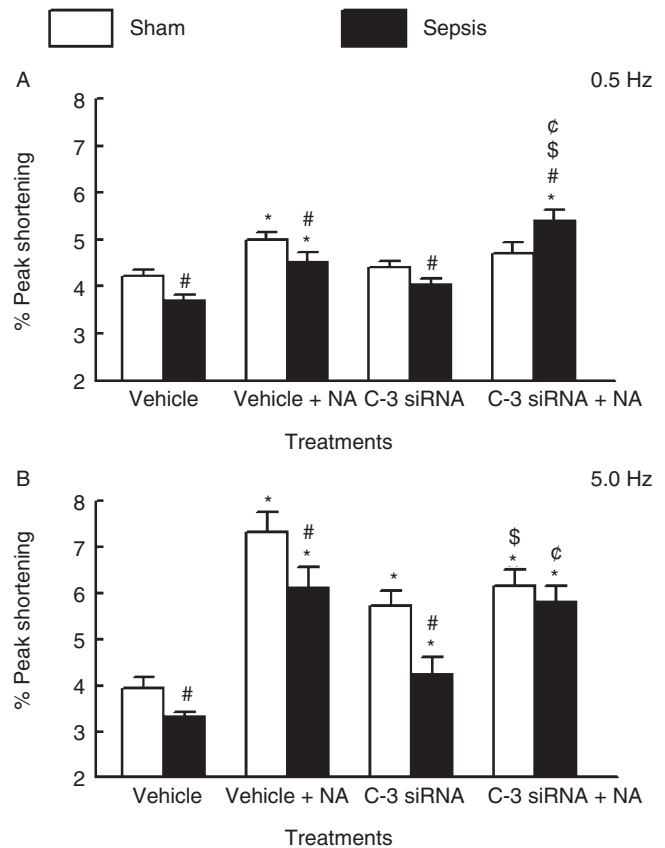 Sham Sepsis
A 0.5 Hz
8
7
6
5
4
3
2
% Peak shortening
¢
$
#
* # *
* #
#
Vehicle Vehicle + NA C-3 siRNA C-3 siRNA + NA
Treatments
B 5.0 Hz
8
7
6
5
4
3
2
% Peak shortening
*
# $ ¢
* * * *
#
# *
Vehicle Vehicle + NA C-3 siRNA C-3 siRNA + NA
Treatments